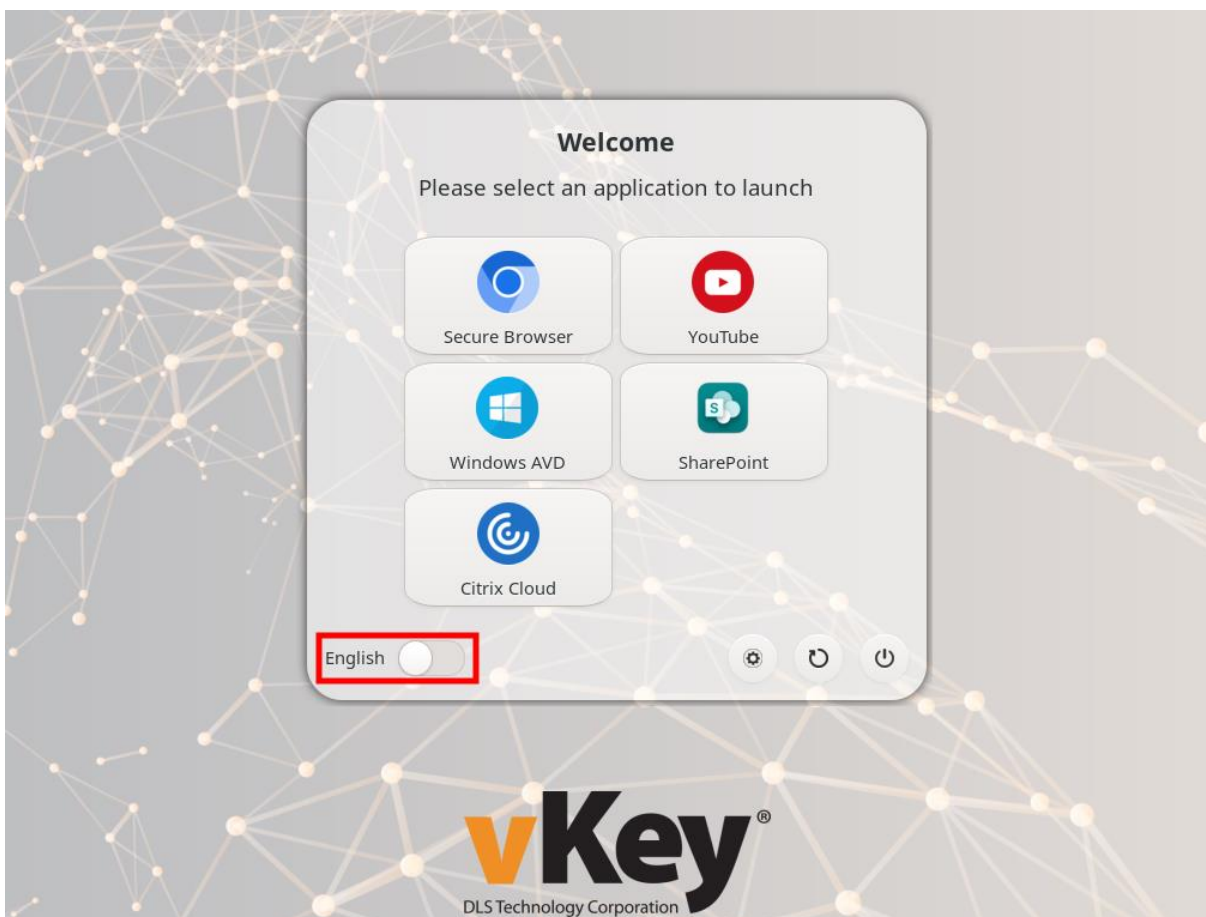 Welcome
Please select an application to launch
Secure Browser
YouTube
Windows AVD
S
SharePoint
Citrix Cloud
English
vKey®
DLS Technology Corporation